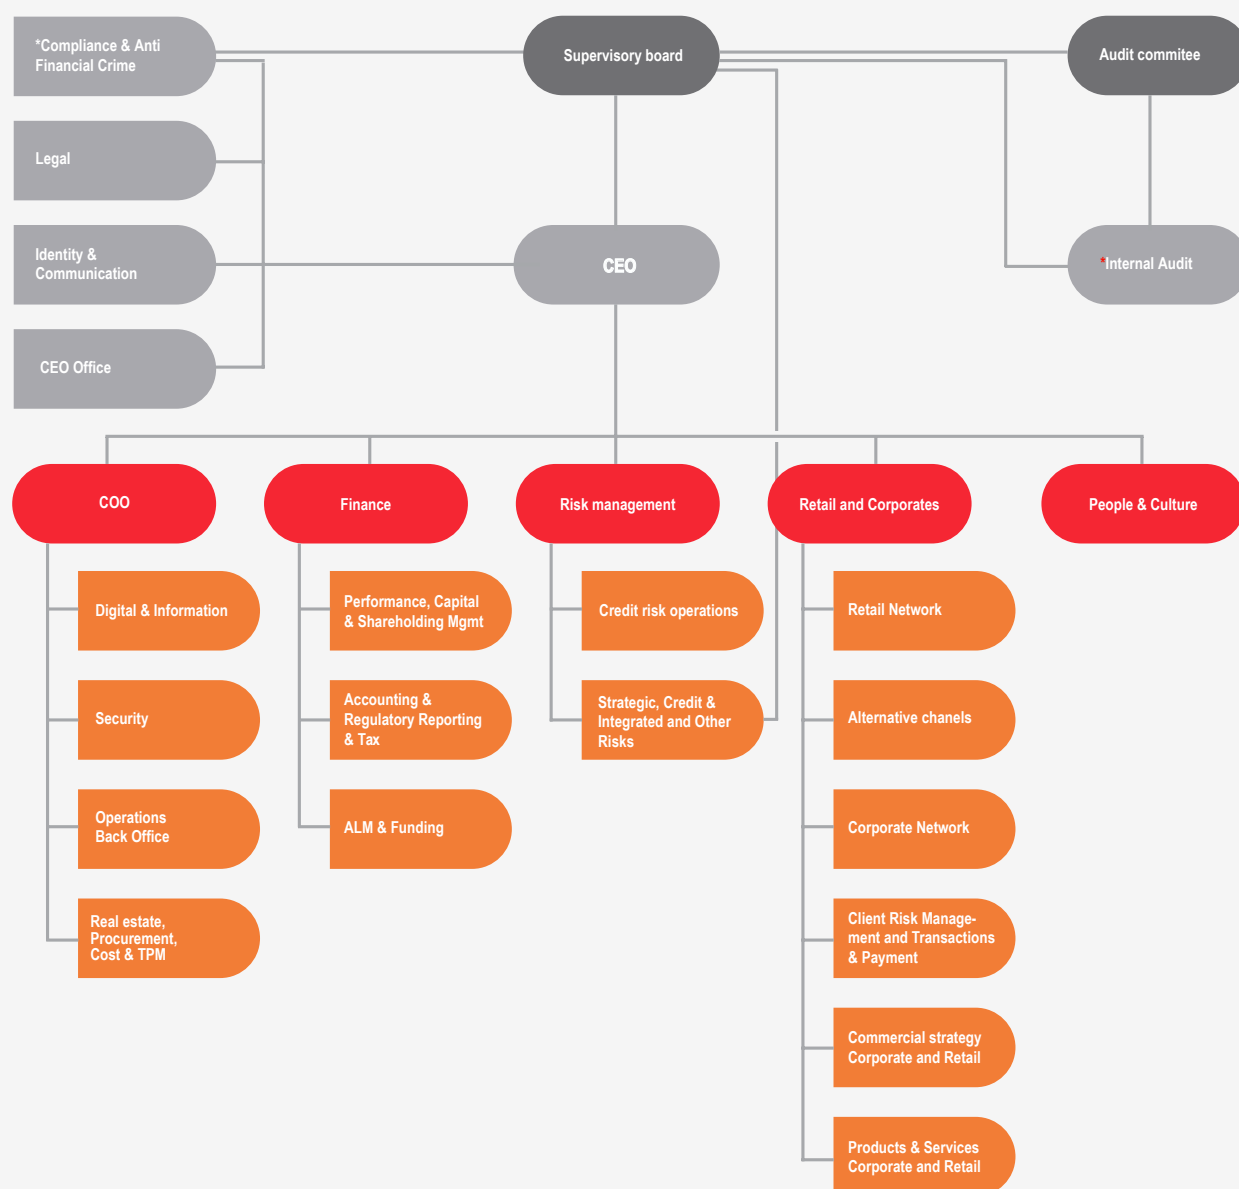 *Compliance & Anti
Financial Crime
Supervisory board
Audit commitee
Legal
Identity &
Communication
CEO
*Internal Audit
CEO Office
COO
Finance
Risk management
Retail and Corporates
People & Culture
Digital & Information
Security
Operations
Back Office
Real estate,
Procurement,
Cost & TPM
Performance, Capital
& Shareholding Mgmt
Accounting &
Regulatory Reporting
& Tax
ALM & Funding
Credit risk operations
Strategic, Credit &
Integrated and Other
Risks
Retail Network
Alternative chanels
Corporate Network
Client Risk Manage-
ment and Transactions
& Payment
Commercial strategy
Corporate and Retail
Products & Services
Corporate and Retail